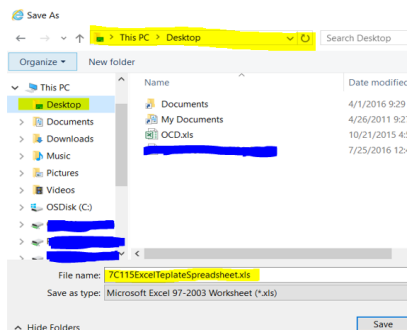 Save As
This PC > Desktop
Search Desktop
Organize
New folder
Name
Date modified
This PC
Desktop
Documents
Downloads
Music
Pictures
Videos
OSDisk (C:)
Documents
4/1/2016 9:29
My Documents
4/26/2011 9:2
OCD.xls
10/21/2015 4:
7/25/2016 12:
File name: 7C115ExcelTeplateSpreadsheet.xls
Save as type: Microsoft Excel 97-2003 Worksheet (*.xls)
Hide Folders
Save